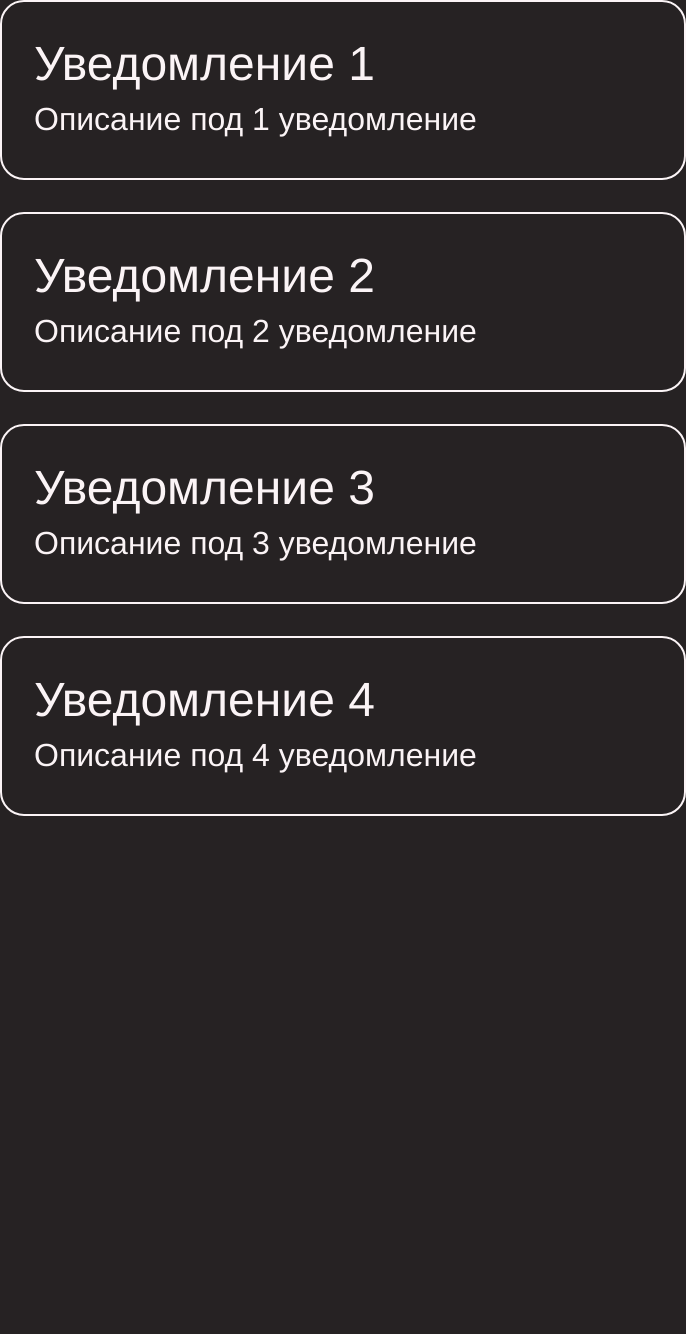 Уведомление 1
Описание под 1 уведомление
Уведомление 2
Описание под 2 уведомление
Уведомление 3
Описание под 3 уведомление
Уведомление 4
Описание под 4 уведомление